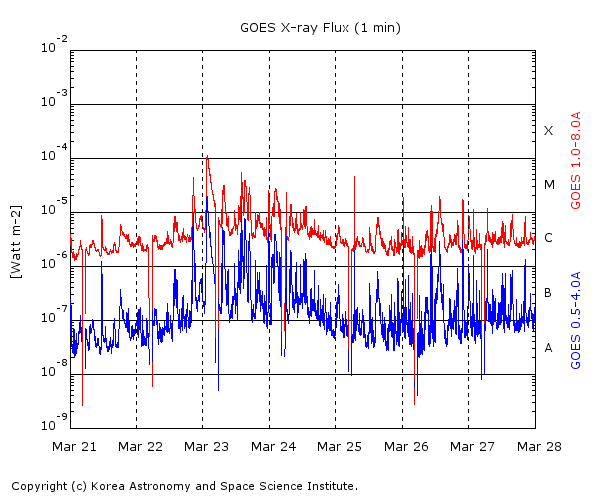 GOES X-ray Flux (1 min)
10^-2
10^-3
10^-4
10^-5
10^-6
10^-7
10^-8
10^-9
[Watt m-2]
X
M
C
B
A
GOES 1.0-8.0A
GOES 0.5-4.0A
Mar 21 Mar 22 Mar 23 Mar 24 Mar 25 Mar 26 Mar 27 Mar 28
Copyright (c) Korea Astronomy and Space Science Institute.